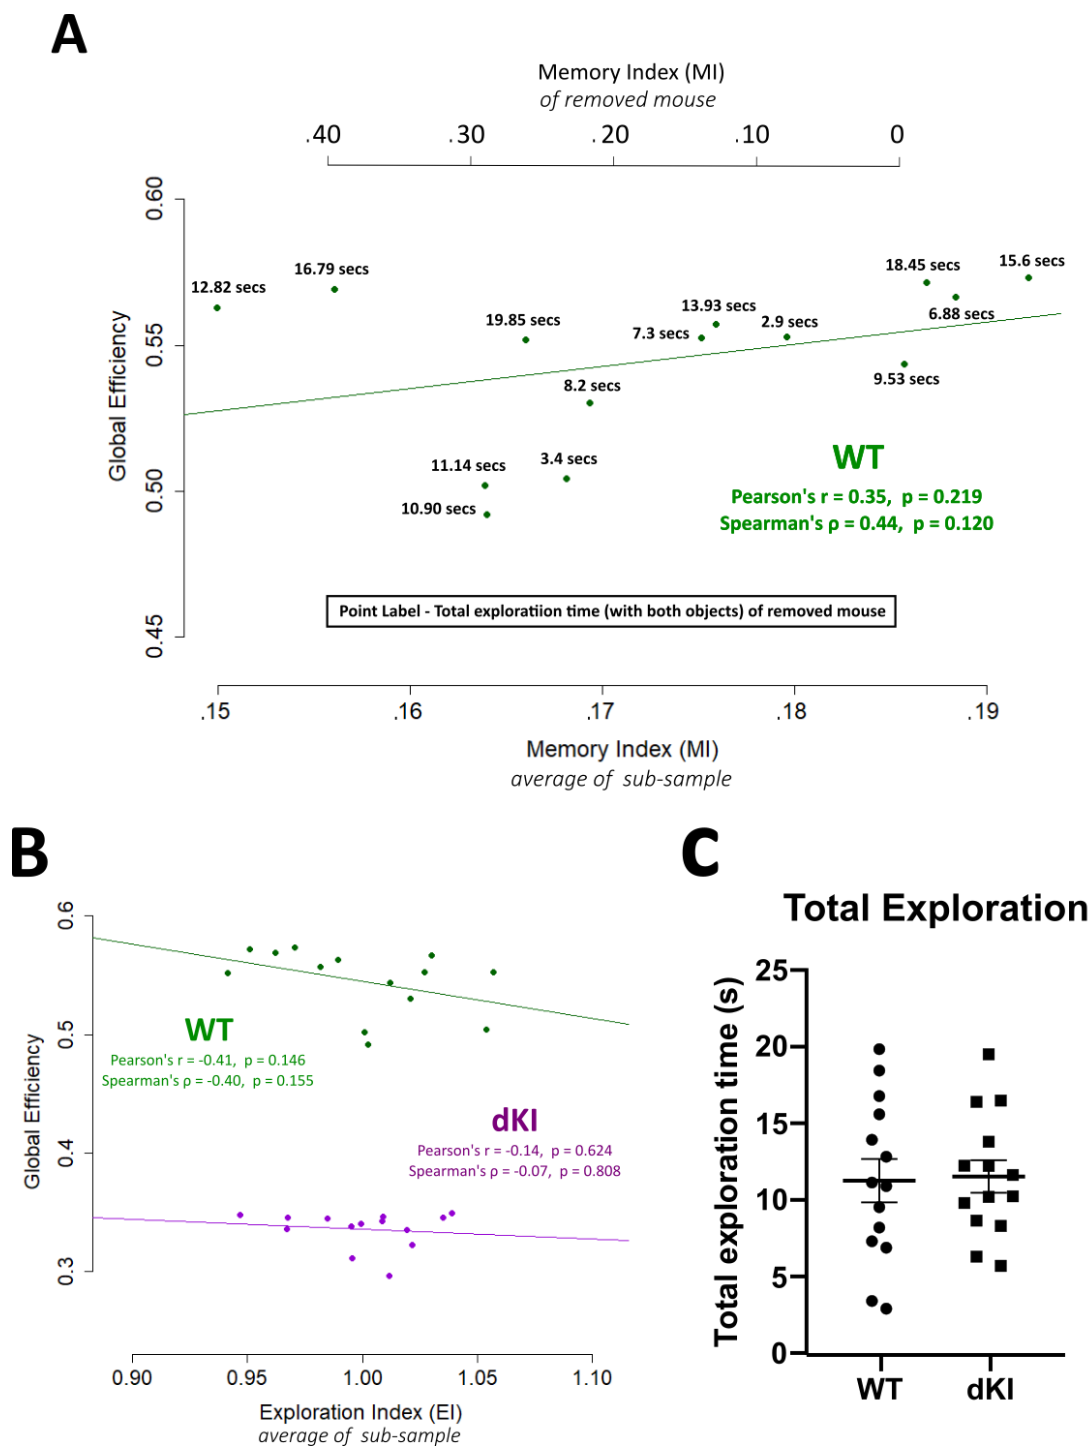 A
Memory Index (MI)
of removed mouse
.40 .30 .20 .10 0
0.60
0.55
0.50
0.45
Global Efficiency
12.82 secs
16.79 secs
19.85 secs
11.14 secs
10.90 secs
3.4 secs
8.2 secs
7.3 secs
13.93 secs
2.9 secs
18.45 secs
15.6 secs
6.88 secs
9.53 secs
WT
Pearson's r = 0.35, p = 0.219
Spearman's ρ = 0.44, p = 0.120
Point Label - Total exploratiion time (with both objects) of removed mouse
.15 .16 .17 .18 .19
Memory Index (MI)
average of sub-sample
B
0.6
0.5
0.4
0.3
Global Efficiency
WT
Pearson's r = -0.41, p = 0.146
Spearman's ρ = -0.40, p = 0.155
dKI
Pearson's r = -0.14, p = 0.624
Spearman's ρ = -0.07, p = 0.808
0.90 0.95 1.00 1.05 1.10
Exploration Index (EI)
average of sub-sample
C
Total Exploration
Total exploration time (s)
25
20
15
10
5
0
WT dKI